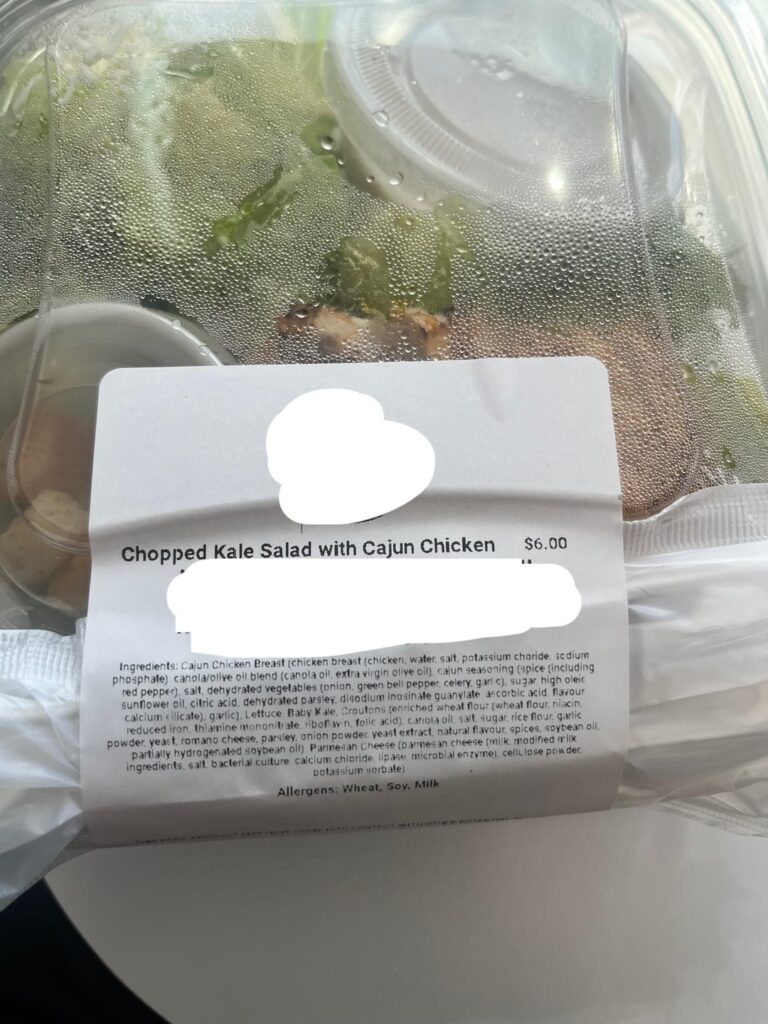 Chopped Kale Salad with Cajun Chicken $6.00
Ingredients: Cajun Chicken Breast (chicken breast (chicken, water, salt, potassium choride, sodium
phosphate) canola/olive oil blend (canola oil, extra virgin olive oil), cajun seasoning (spice (including
red pepper), salt, dehydrated vegetables (onion, green bell pepper, celery, garlic), sugar, high oleic
sunflower oil, citric acid, dehydrated parsley, disodium inosinate guanylate ascorbic acid, flavour
calcium silicate), garlic), Lettuce, Baby Kale, Croutons (enriched wheat flour (wheat flour, niacin,
reduced iron, thiamine mononitrate, riboflavin, folic acid), canola oil, salt, sugar, rice flour, garlic
powder, yeast, romano cheese, parsley, onion powder, yeast extract, natural flavour, spices, soybean oil,
partially hydrogenated soybean oil), Parmesan Cheese (parmesan cheese (milk, modified milk
ingredients, salt, bacterial culture, calcium chloride, lipase, microbial enzyme), cellulose powder,
potassium sorbate)
Allergens: Wheat, Soy, Milk